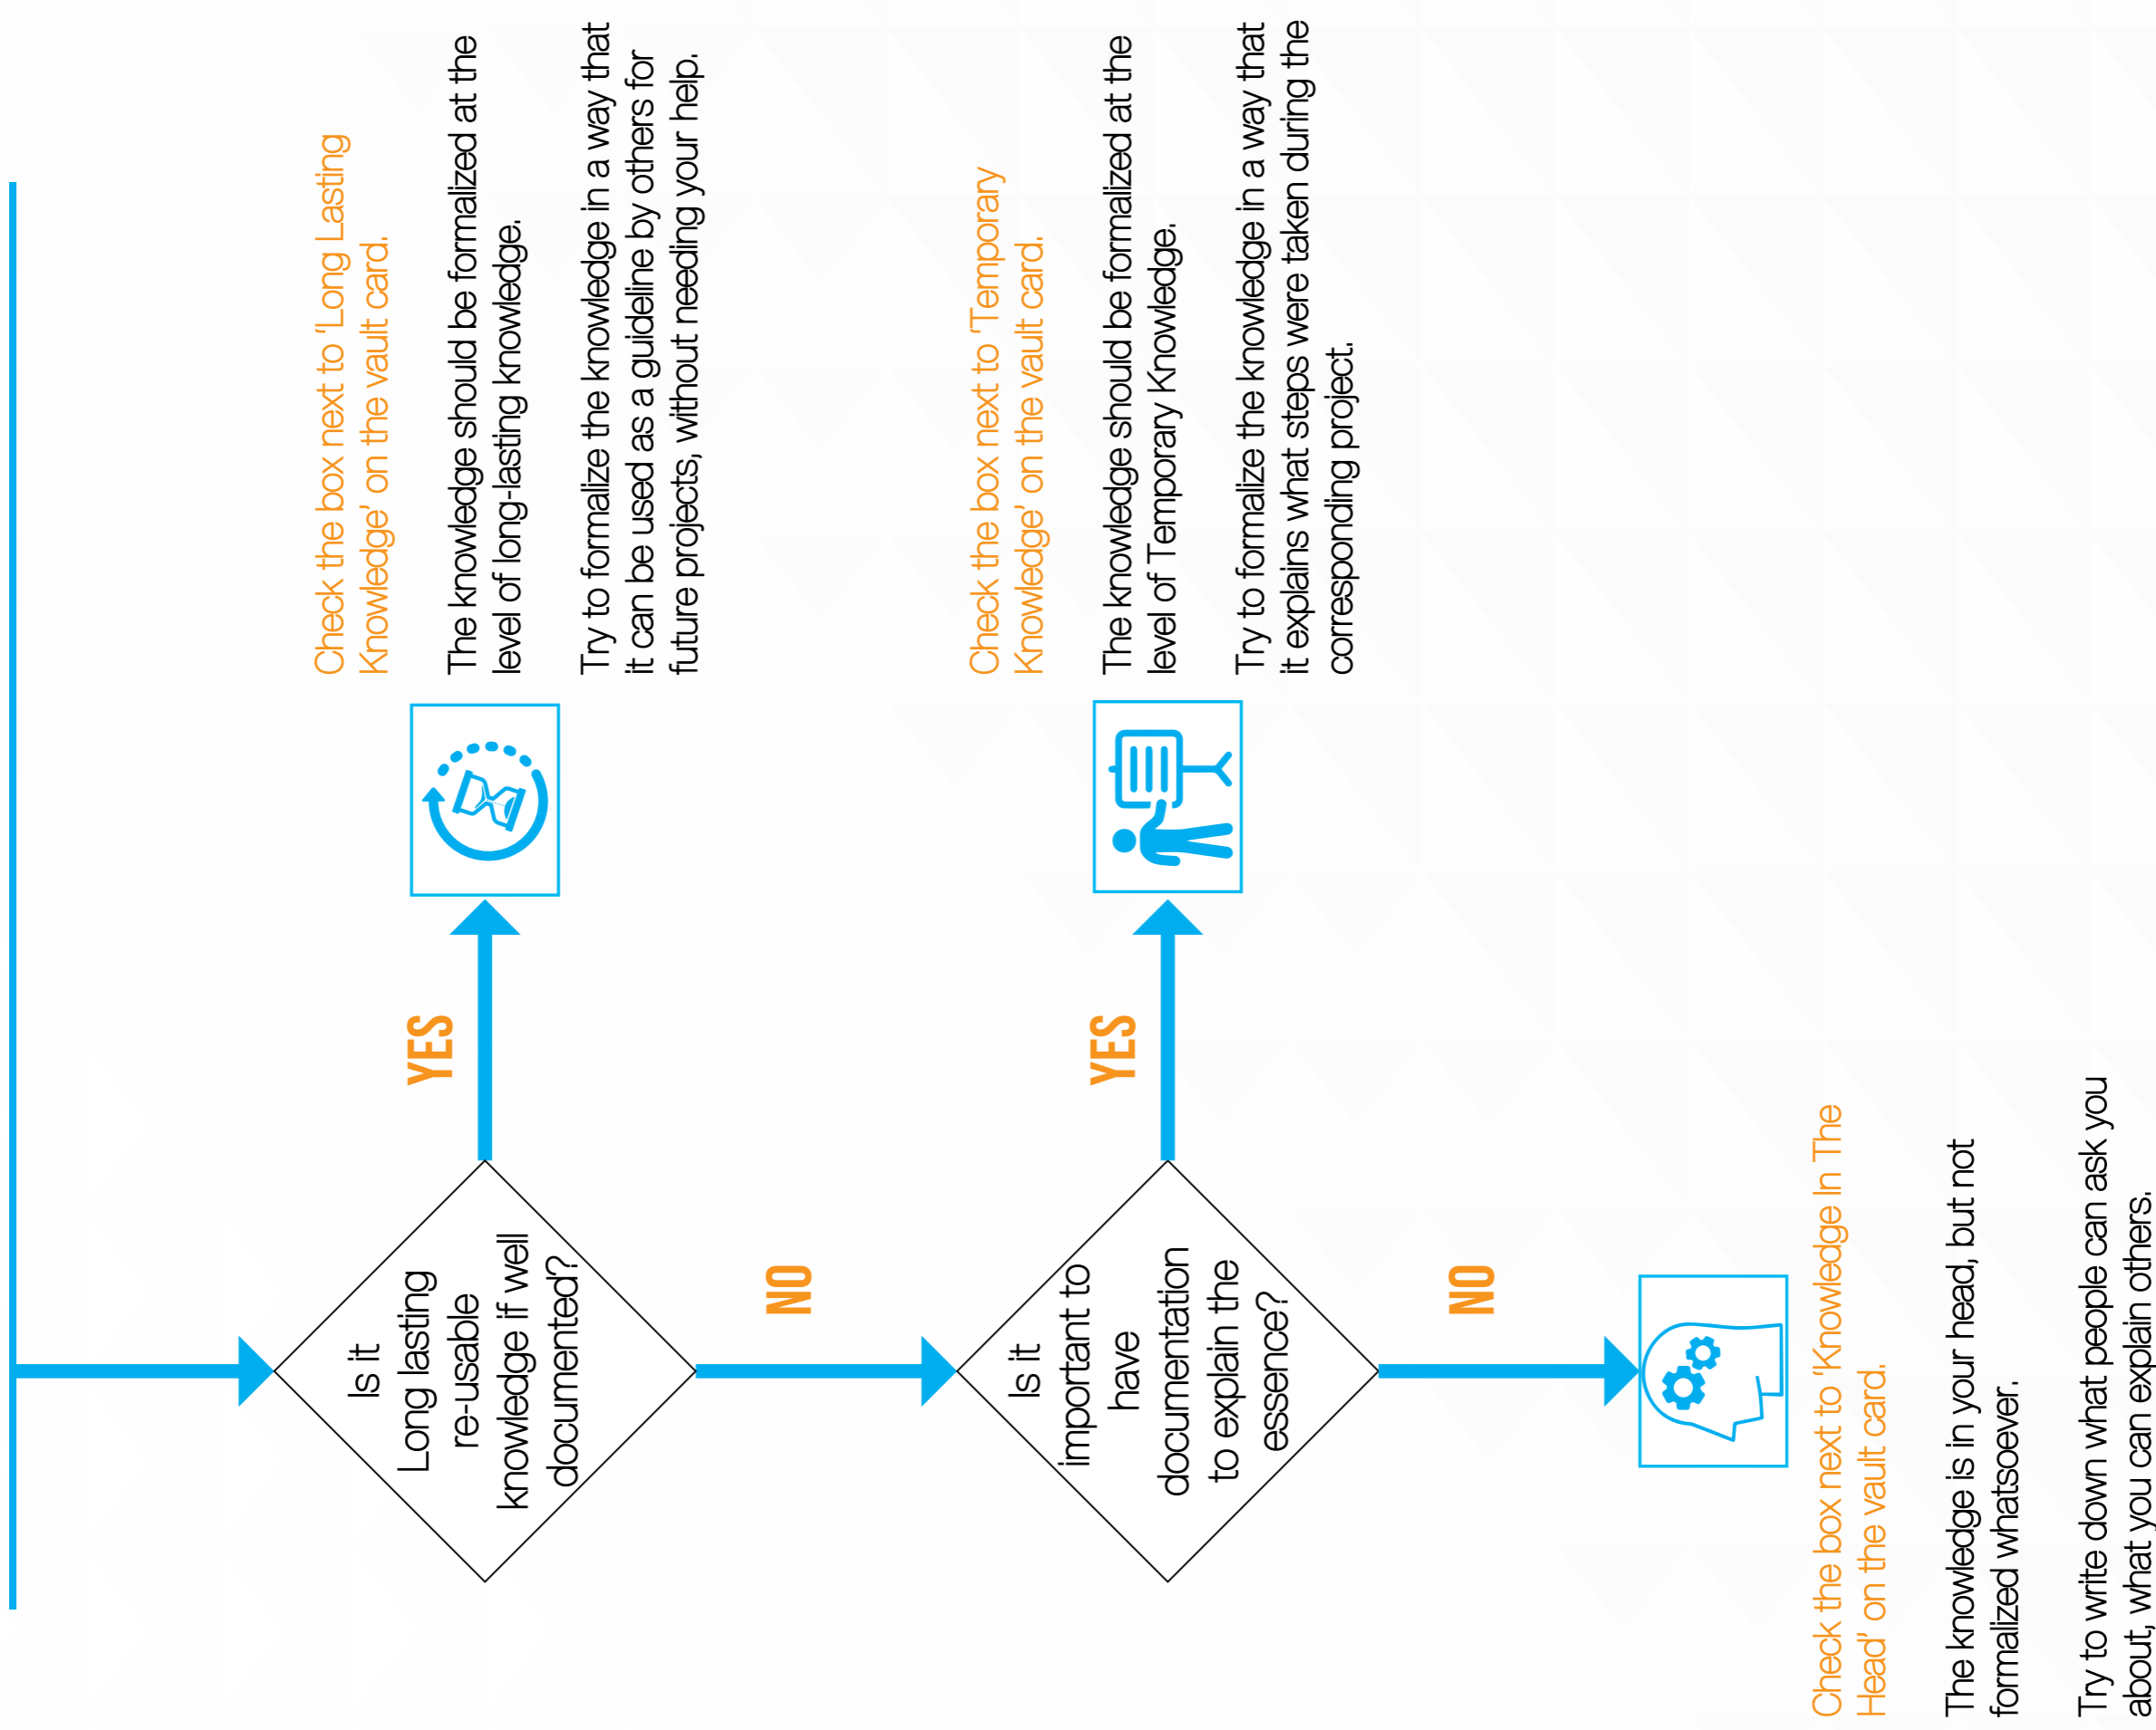 Is it
Long lasting
re-usable
knowledge if well
documented?
YES
Check the box next to ‘Long Lasting
Knowledge’ on the vault card.
The knowledge should be formalized at the
level of long-lasting knowledge.
Try to formalize the knowledge in a way that
it can be used as a guideline by others for
future projects, without needing your help.
NO
Is it
important to
have
documentation
to explain the
essence?
YES
Check the box next to ‘Temporary
Knowledge’ on the vault card.
The knowledge should be formalized at the
level of Temporary Knowledge.
Try to formalize the knowledge in a way that
it explains what steps were taken during the
corresponding project.
NO
Check the box next to ‘Knowledge In The
Head’ on the vault card.
The knowledge is in your head, but not
formalized whatsoever.
Try to write down what people can ask you
about, what you can explain others.